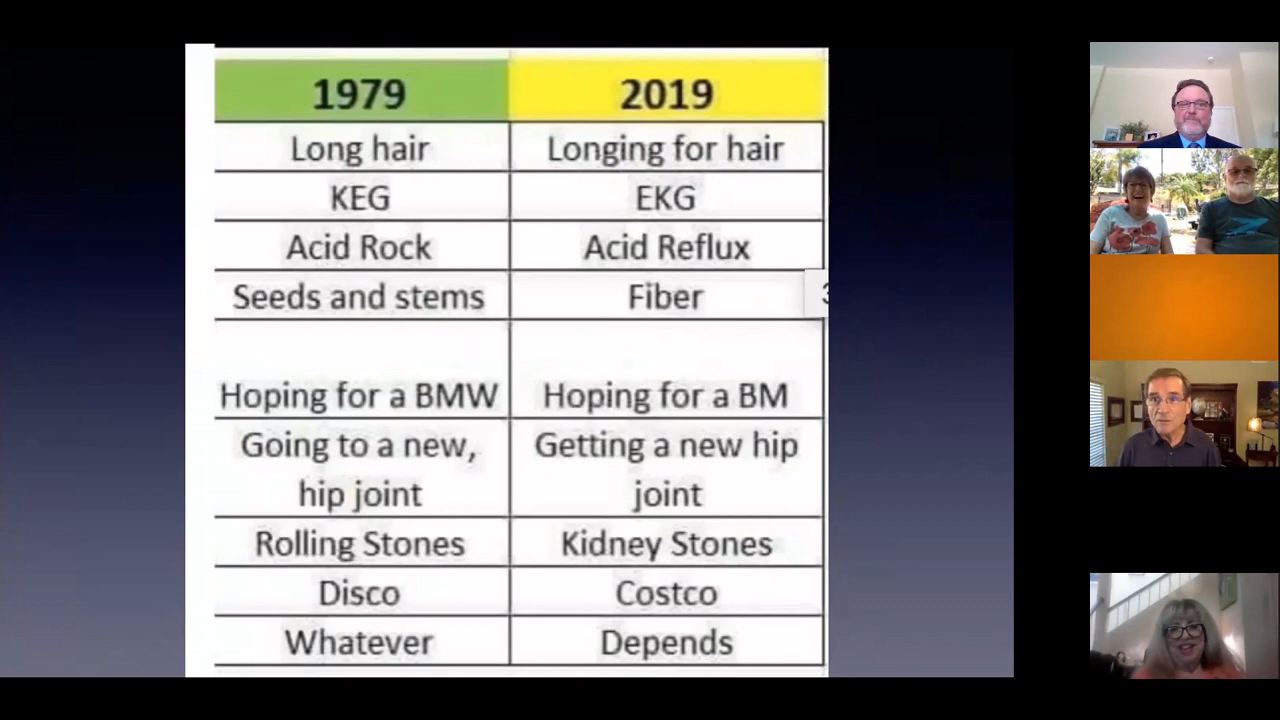 1979 2019
Long hair Longing for hair
KEG EKG
Acid Rock Acid Reflux
Seeds and stems Fiber
3
Hoping for a BMW Hoping for a BM
Going to a new, Getting a new hip
hip joint joint
Rolling Stones Kidney Stones
Disco Costco
Whatever Depends